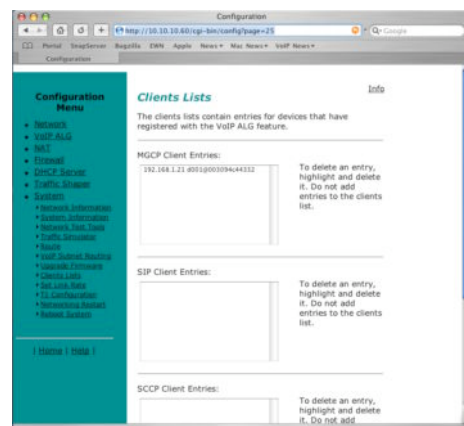 Configuration
http://10.10.10.60/cgi-bin/config?page=25
Q- Google
Portal SnapServer Bugzilla EWN Apple News▾ Mac News▾ VoIP News▾
Configuration
Configuration
Menu
Network
VoIP ALG
NAT
Firewall
DHCP Server
Traffic Shaper
System
Network Information
System Information
Network Test Tools
Traffic Simulator
Route
VoIP Subnet Routing
Upgrade Firmware
Clients Lists
Set Link Rate
T1 Configuration
Networking Restart
Reboot System
| Home | Help |
Info
Clients Lists
The clients lists contain entries for
devices that have
registered with the VoIP ALG feature.
MGCP Client Entries:
192.168.1.21 d001@003094c44332
To delete an entry,
highlight and delete
it. Do not add
entries to the clients
list.
SIP Client Entries:
To delete an entry,
highlight and delete
it. Do not add
entries to the clients
list.
SCCP Client Entries:
To delete an entry,
highlight and delete
it. Do not add